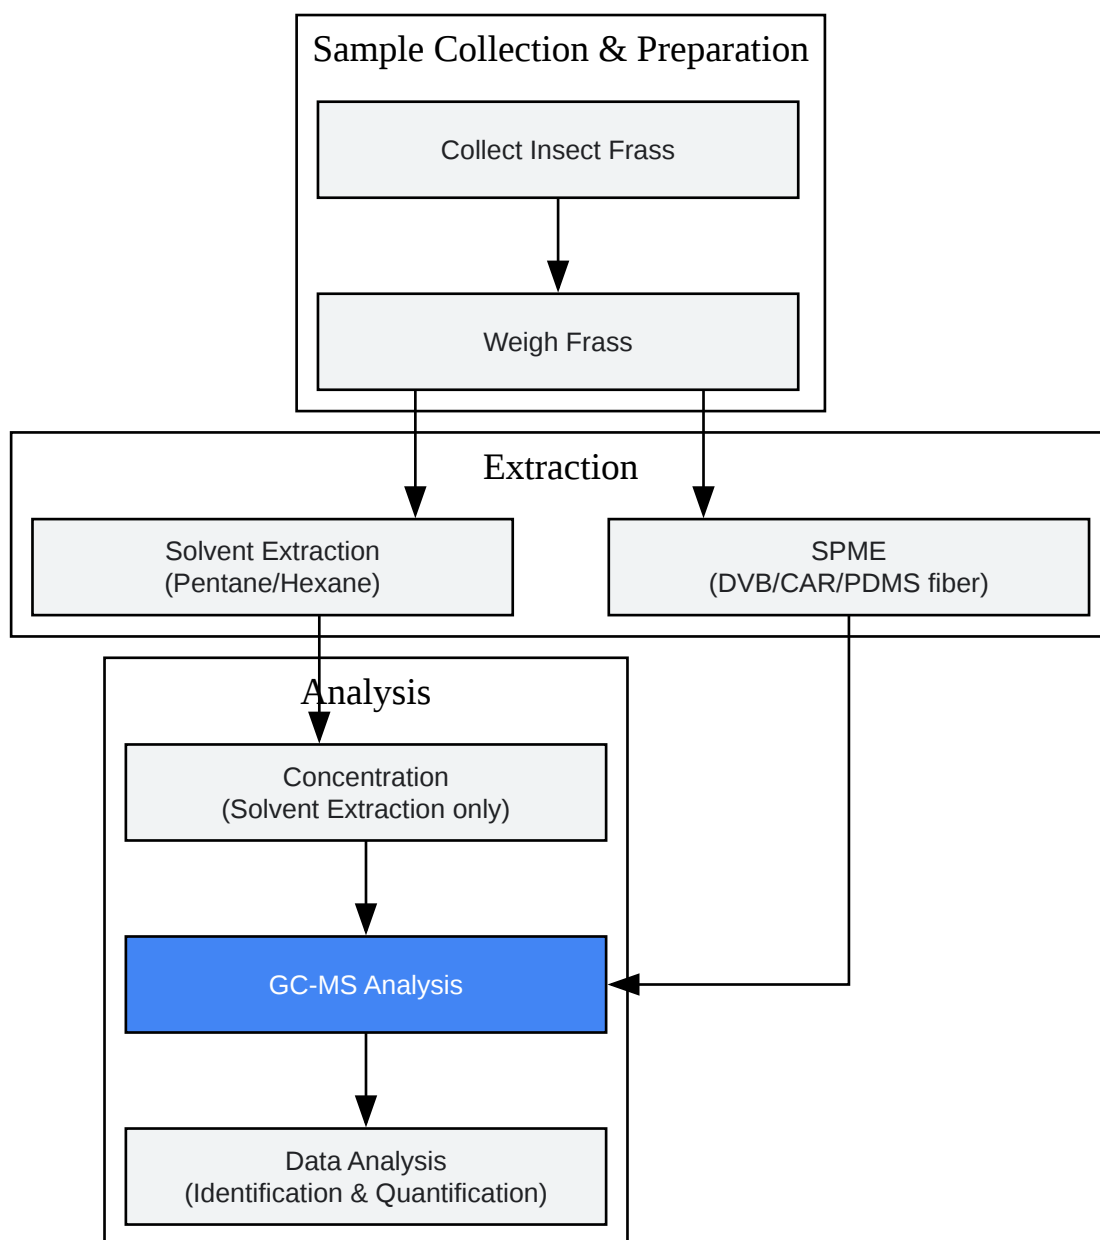 Sample Collection & Preparation
Collect Insect Frass
Weigh Frass
Extraction
Solvent Extraction
(Pentane/Hexane)
SPME
(DVB/CAR/PDMS fiber)
Analysis
Concentration
(Solvent Extraction only)
GC-MS Analysis
Data Analysis
(Identification & Quantification)